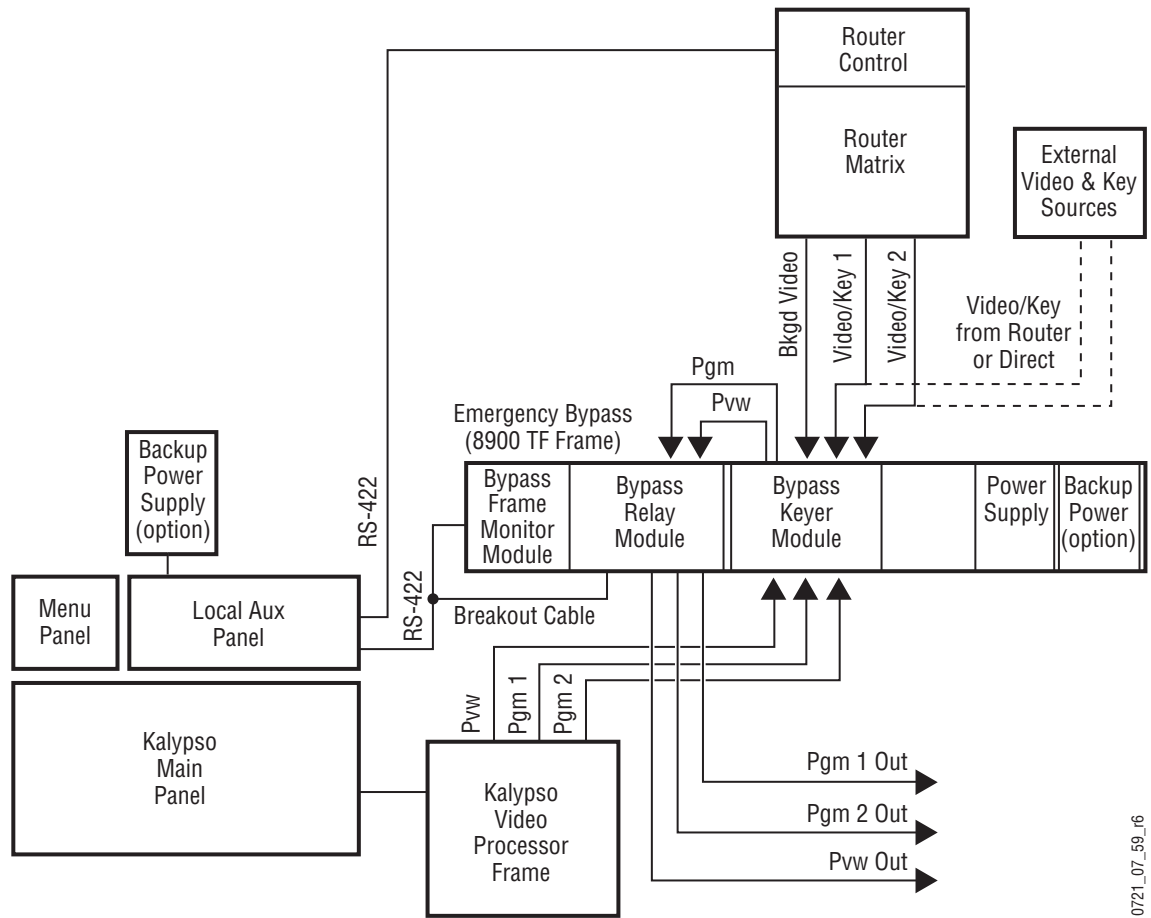 Router
Control
Router
Matrix
External
Video & Key
Sources
Bkgd Video
Video/Key 1
Video/Key 2
Video/Key
from Router
or Direct
Pgm
Pvw
Emergency Bypass
(8900 TF Frame)
Backup
Power
Supply
(option)
RS-422
Bypass
Frame
Monitor
Module
Bypass
Relay
Module
Bypass
Keyer
Module
Power
Supply
Backup
Power
(option)
Menu
Panel
Local Aux
Panel
RS-422
Breakout Cable
Pvw
Pgm 1
Pgm 2
Kalypso
Main
Panel
Kalypso
Video
Processor
Frame
Pgm 1 Out
Pgm 2 Out
Pvw Out
0721_07_59_r6